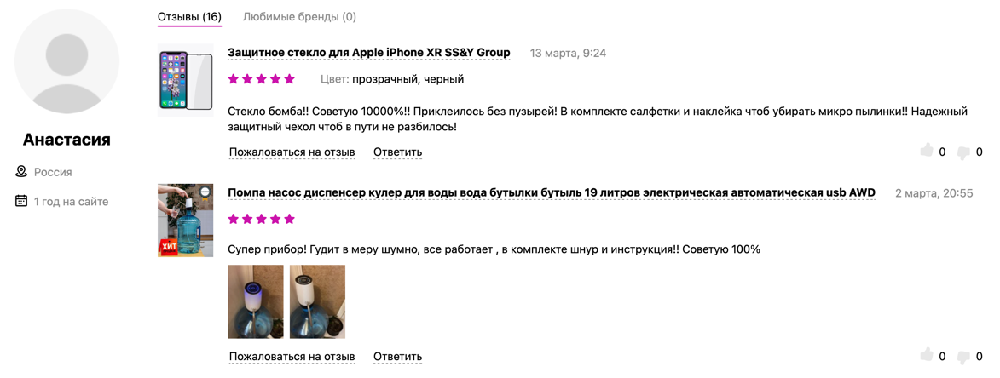 Отзывы (16) Любимые бренды (0)
Защитное стекло для Apple iPhone XR SS&Y Group 13 марта, 9:24
Цвет: прозрачный, черный
Стекло бомба!! Советую 10000%!! Приклеилось без пузырей! В комплекте салфетки и наклейка чтоб убирать микро пылинки!! Надежный
защитный чехол чтоб в пути не разбилось!
Пожаловаться на отзыв Ответить 0 0
Анастасия
Россия
1 год на сайте
Помпа насос диспенсер кулер для воды вода бутылки бутыль 19 литров электрическая автоматическая usb AWD 2 марта, 20:55
ХИТ
Супер прибор! Гудит в меру шумно, все работает , в комплекте шнур и инструкция!! Советую 100%
Пожаловаться на отзыв Ответить 0 0